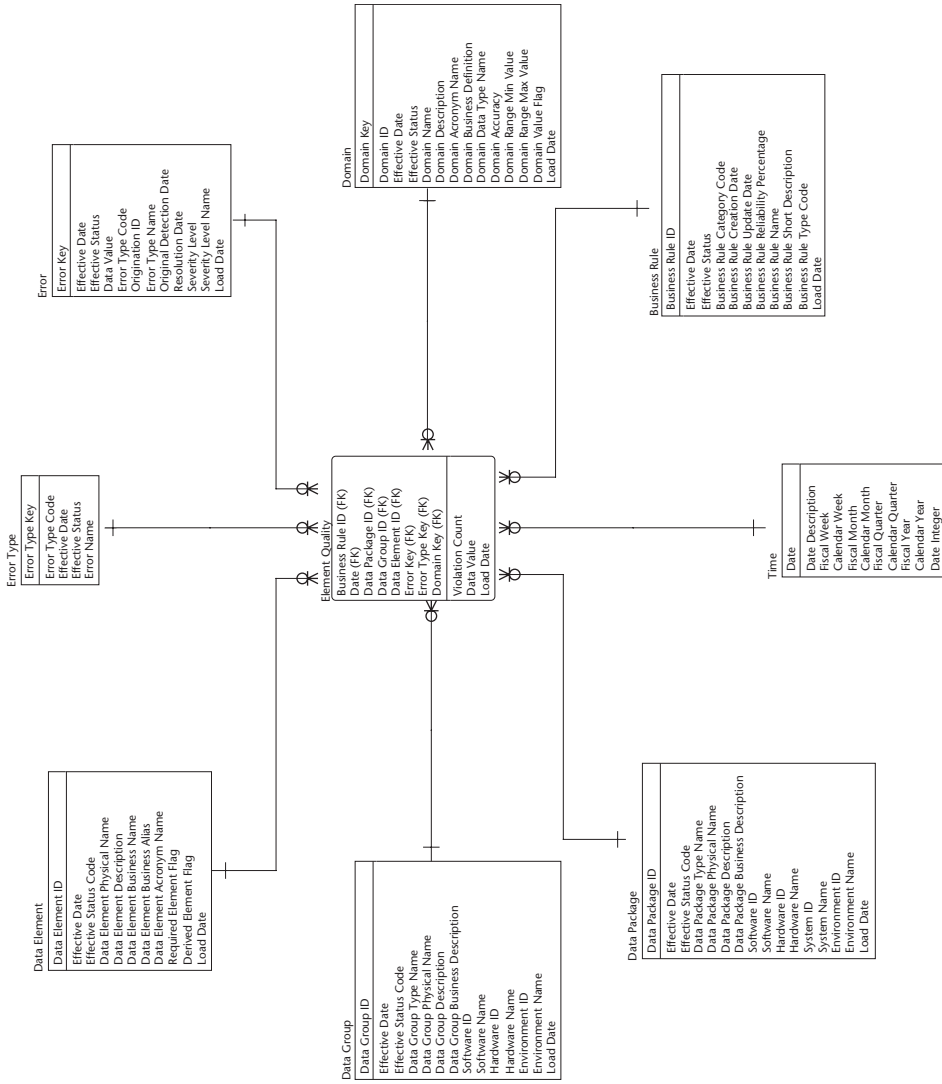 Error Type
Error Type Key
Error Type Code
Effective Date
Effective Status
Error Name
Error
Error Key
Effective Date
Effective Status
Data Value
Error Type Code
Origination ID
Error Type Name
Original Detection Date
Resolution Date
Severity Level
Severity Level Name
Load Date
Data Element
Data Element ID
Effective Date
Effective Status Code
Data Element Physical Name
Data Element Description
Data Element Business Name
Data Element Business Alias
Data Element Acronym Name
Required Element Flag
Derived Element Flag
Load Date
Domain
Domain Key
Domain ID
Effective Date
Effective Status
Domain Name
Domain Description
Domain Acronym Name
Domain Business Definition
Domain Data Type Name
Domain Accuracy
Domain Range Min Value
Domain Range Max Value
Domain Value Flag
Load Date
Element Quality
Business Rule ID (FK)
Date (FK)
Data Package ID (FK)
Data Group ID (FK)
Data Element ID (FK)
Error Key (FK)
Error Type Key (FK)
Domain Key (FK)
Violation Count
Data Value
Load Date
Data Group
Data Group ID
Effective Date
Effective Status Code
Data Group Type Name
Data Group Physical Name
Data Group Description
Data Group Business Description
Software ID
Software Name
Hardware ID
Hardware Name
Environment ID
Environment Name
Load Date
Business Rule
Business Rule ID
Effective Date
Effective Status
Business Rule Category Code
Business Rule Creation Date
Business Rule Update Date
Business Rule Reliability Percentage
Business Rule Name
Business Rule Short Description
Business Rule Type Code
Load Date
Data Package
Data Package ID
Effective Date
Effective Status Code
Data Package Type Name
Data Package Physical Name
Data Package Description
Data Package Business Description
Software ID
Software Name
Hardware ID
Hardware Name
System ID
System Name
Environment ID
Environment Name
Load Date
Time
Date
Date Description
Fiscal Week
Calendar Week
Fiscal Month
Calendar Month
Fiscal Quarter
Calendar Quarter
Fiscal Year
Calendar Year
Date Integer